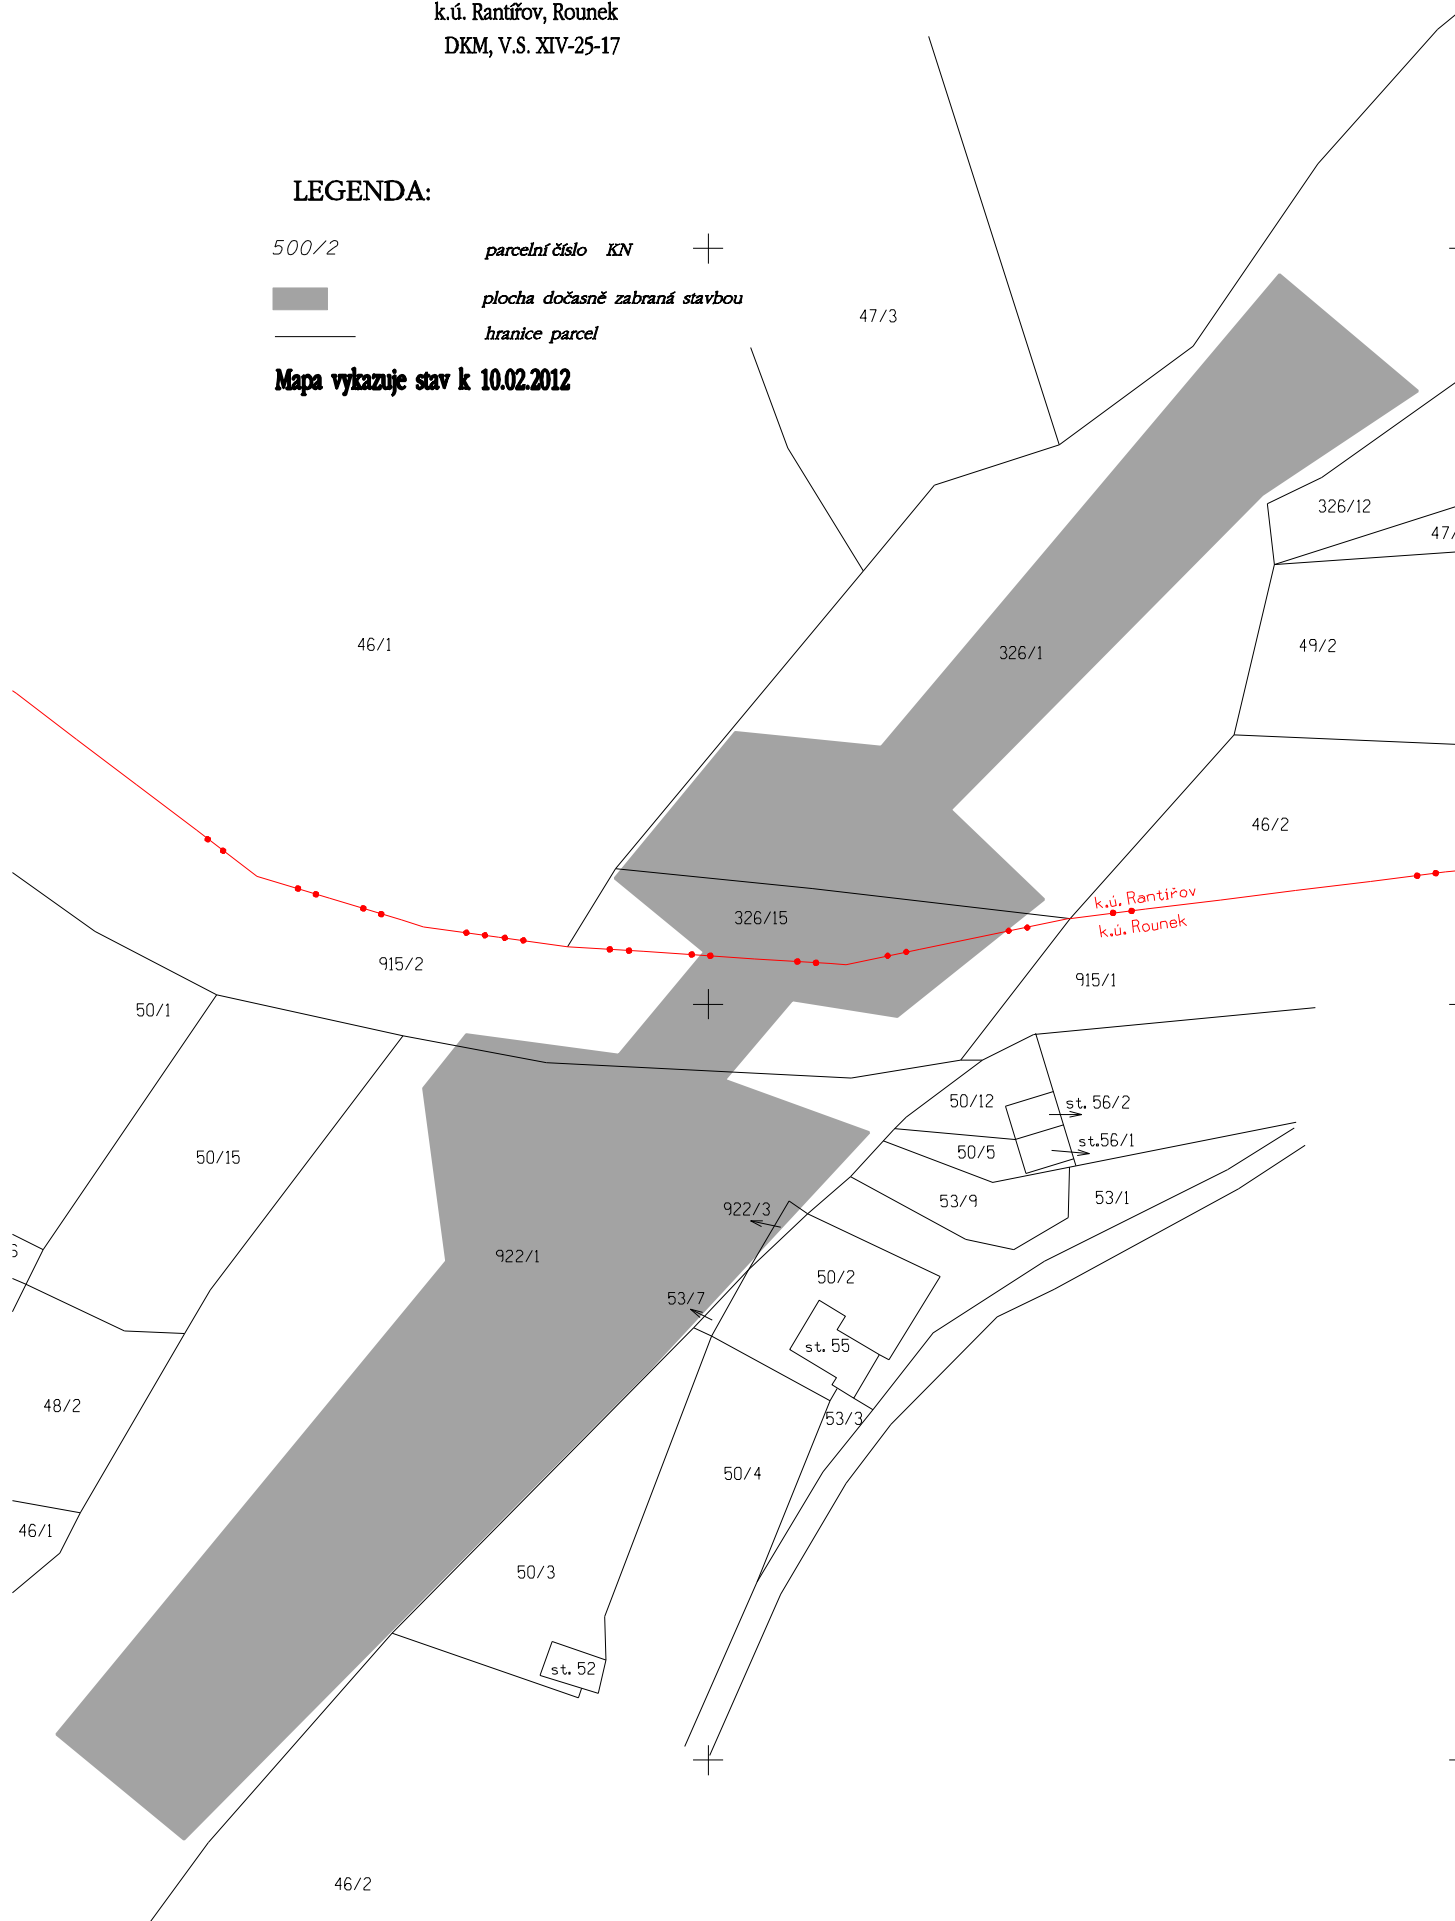 k.ú. Rantířov, Rounek
DKM, V.S. XIV-25-17
LEGENDA:
500/2 parcelní číslo KN
plocha dočasně zabraná stavbou
hranice parcel
Mapa vykazuje stav k 10.02.2012
47/3
326/12
47/
46/1
326/1
49/2
46/2
k.ú. Rantířov
k.ú. Rounek
326/15
915/2
915/1
50/1
50/12
st. 56/2
st.56/1
50/5
50/15
53/9
53/1
922/3
922/1
50/2
53/7
st. 55
48/2
53/3
50/4
46/1
50/3
st. 52
46/2